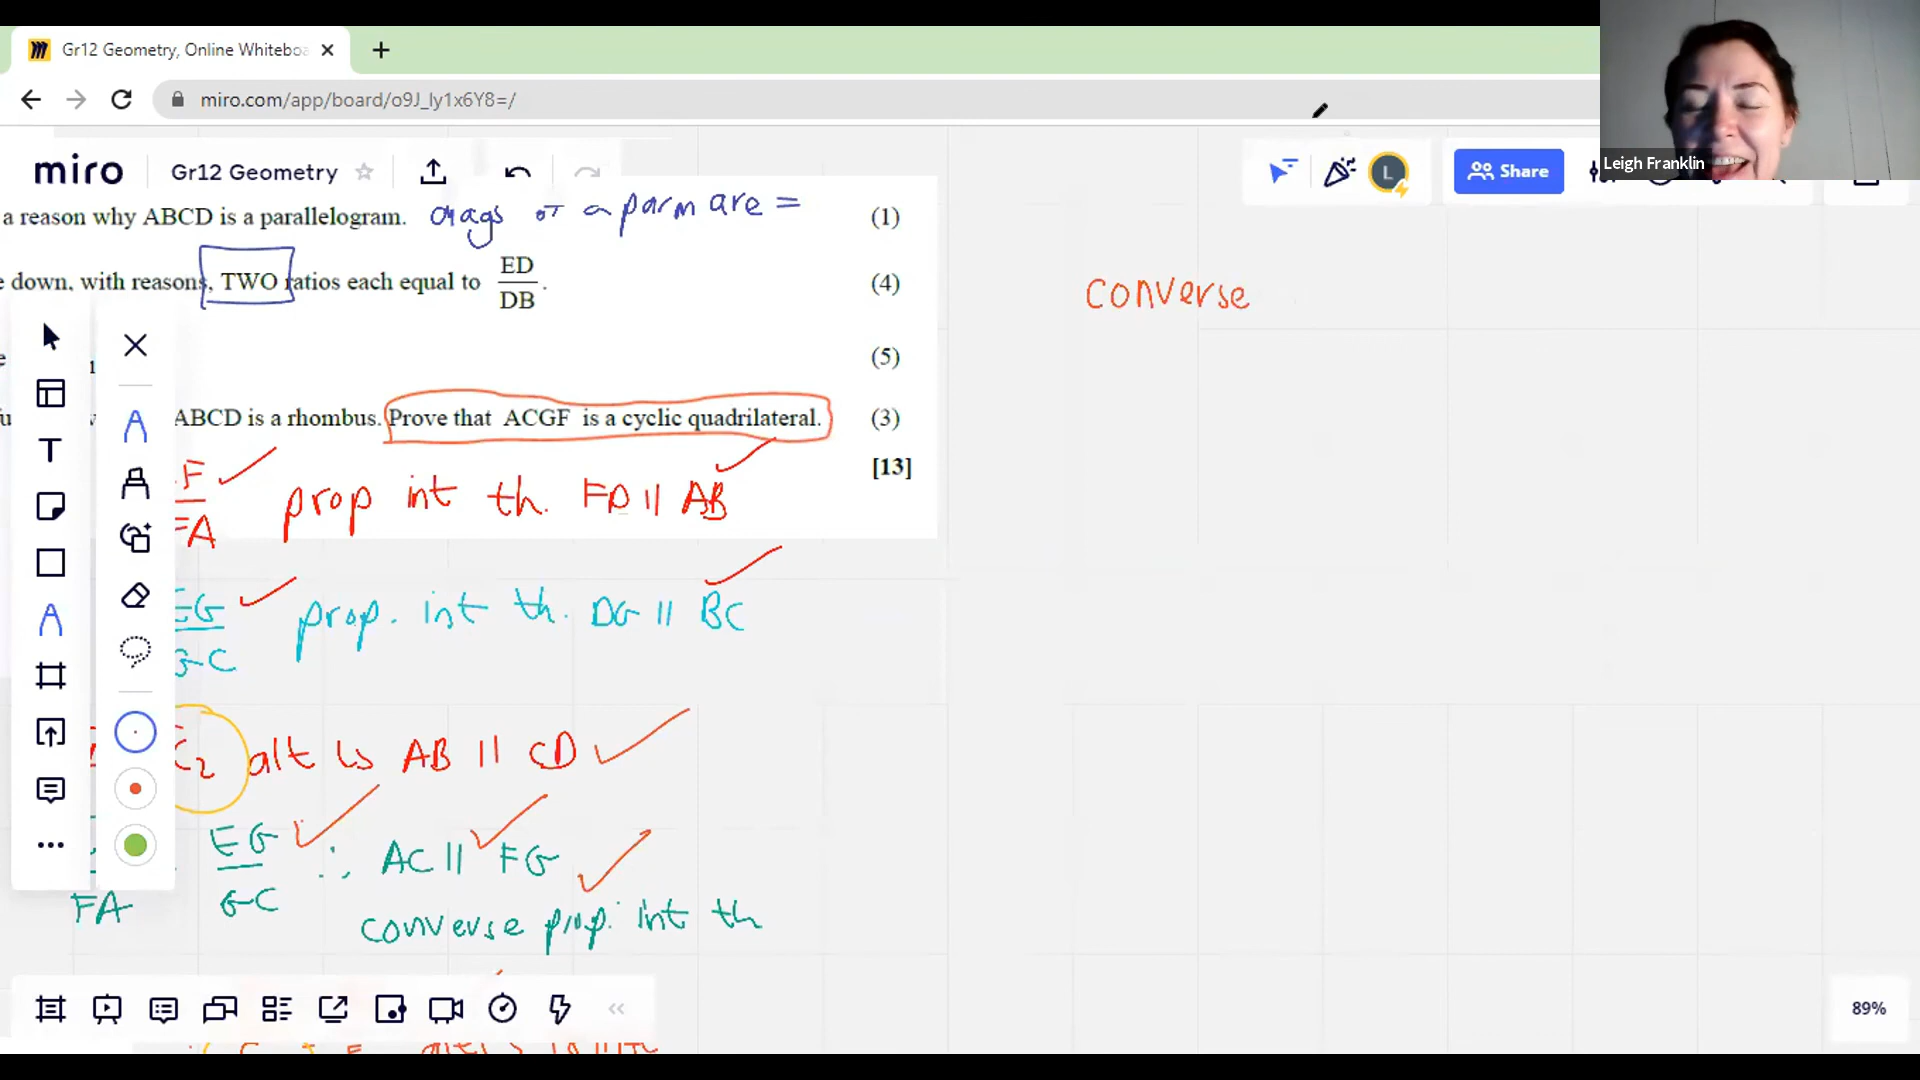 Gr12 Geometry, Online Whiteboa
miro.com/app/board/o9J_ly1x6Y8=/
Leigh Franklin
miro
Gr12 Geometry
L
Share
a reason why ABCD is a parallelogram. diags of a parm are = (1)
e down, with reasons, TWO ratios each equal to ED/DB. (4)
(5)
ABCD is a rhombus. Prove that ACGF is a cyclic quadrilateral. (3)
[13]
converse
F
FA
prop int th. FD || AB
EG
GC
prop. int th. DG || BC
alt ∠s AB || CD
EG
GC
∴ AC || FG
FA
converse prop. int th
89%